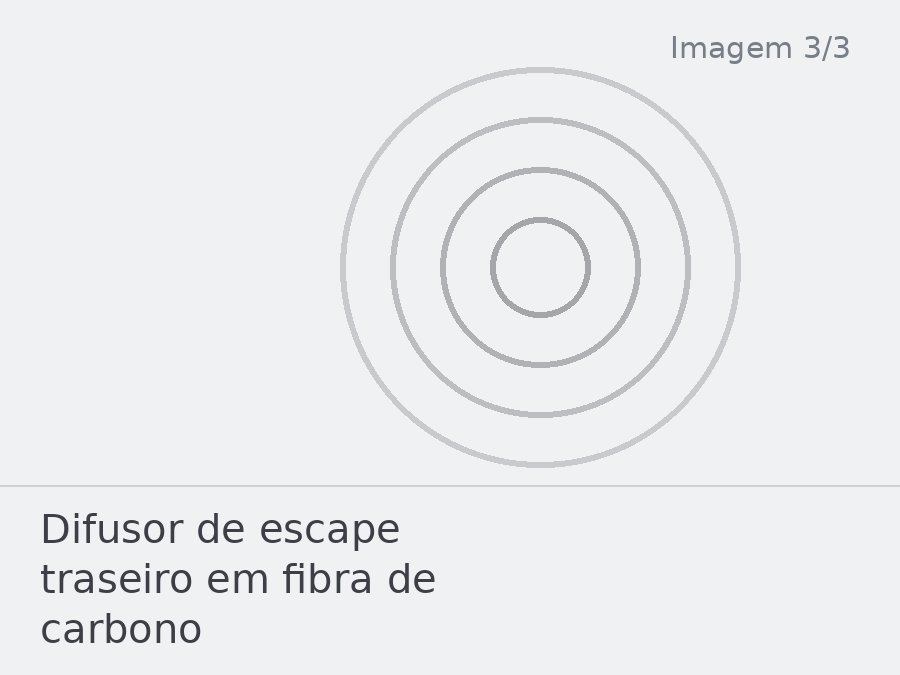 Imagem 3/3
Difusor de escape
traseiro em fibra de
carbono